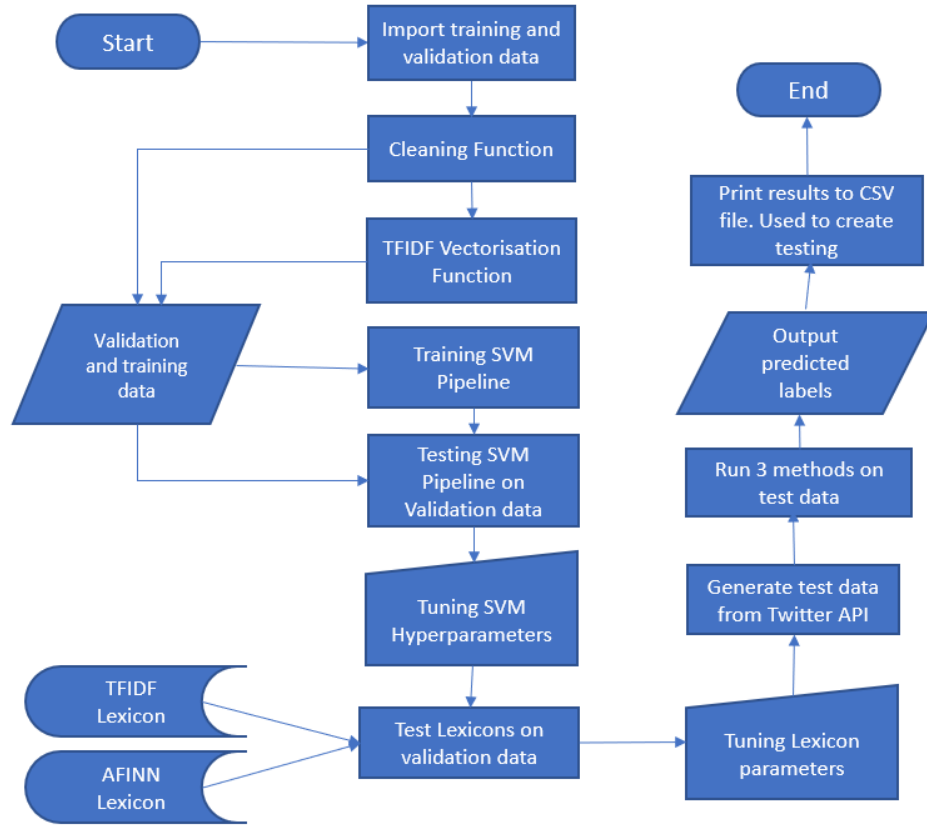 Start
Import training and
validation data
Cleaning Function
TFIDF Vectorisation
Function
Validation
and training
data
Training SVM
Pipeline
Testing SVM
Pipeline on
Validation data
Tuning SVM
Hyperparameters
TFIDF
Lexicon
AFINN
Lexicon
Test Lexicons on
validation data
Tuning Lexicon
parameters
Generate test data
from Twitter API
Run 3 methods on
test data
Output
predicted
labels
Print results to CSV
file. Used to create
testing
End